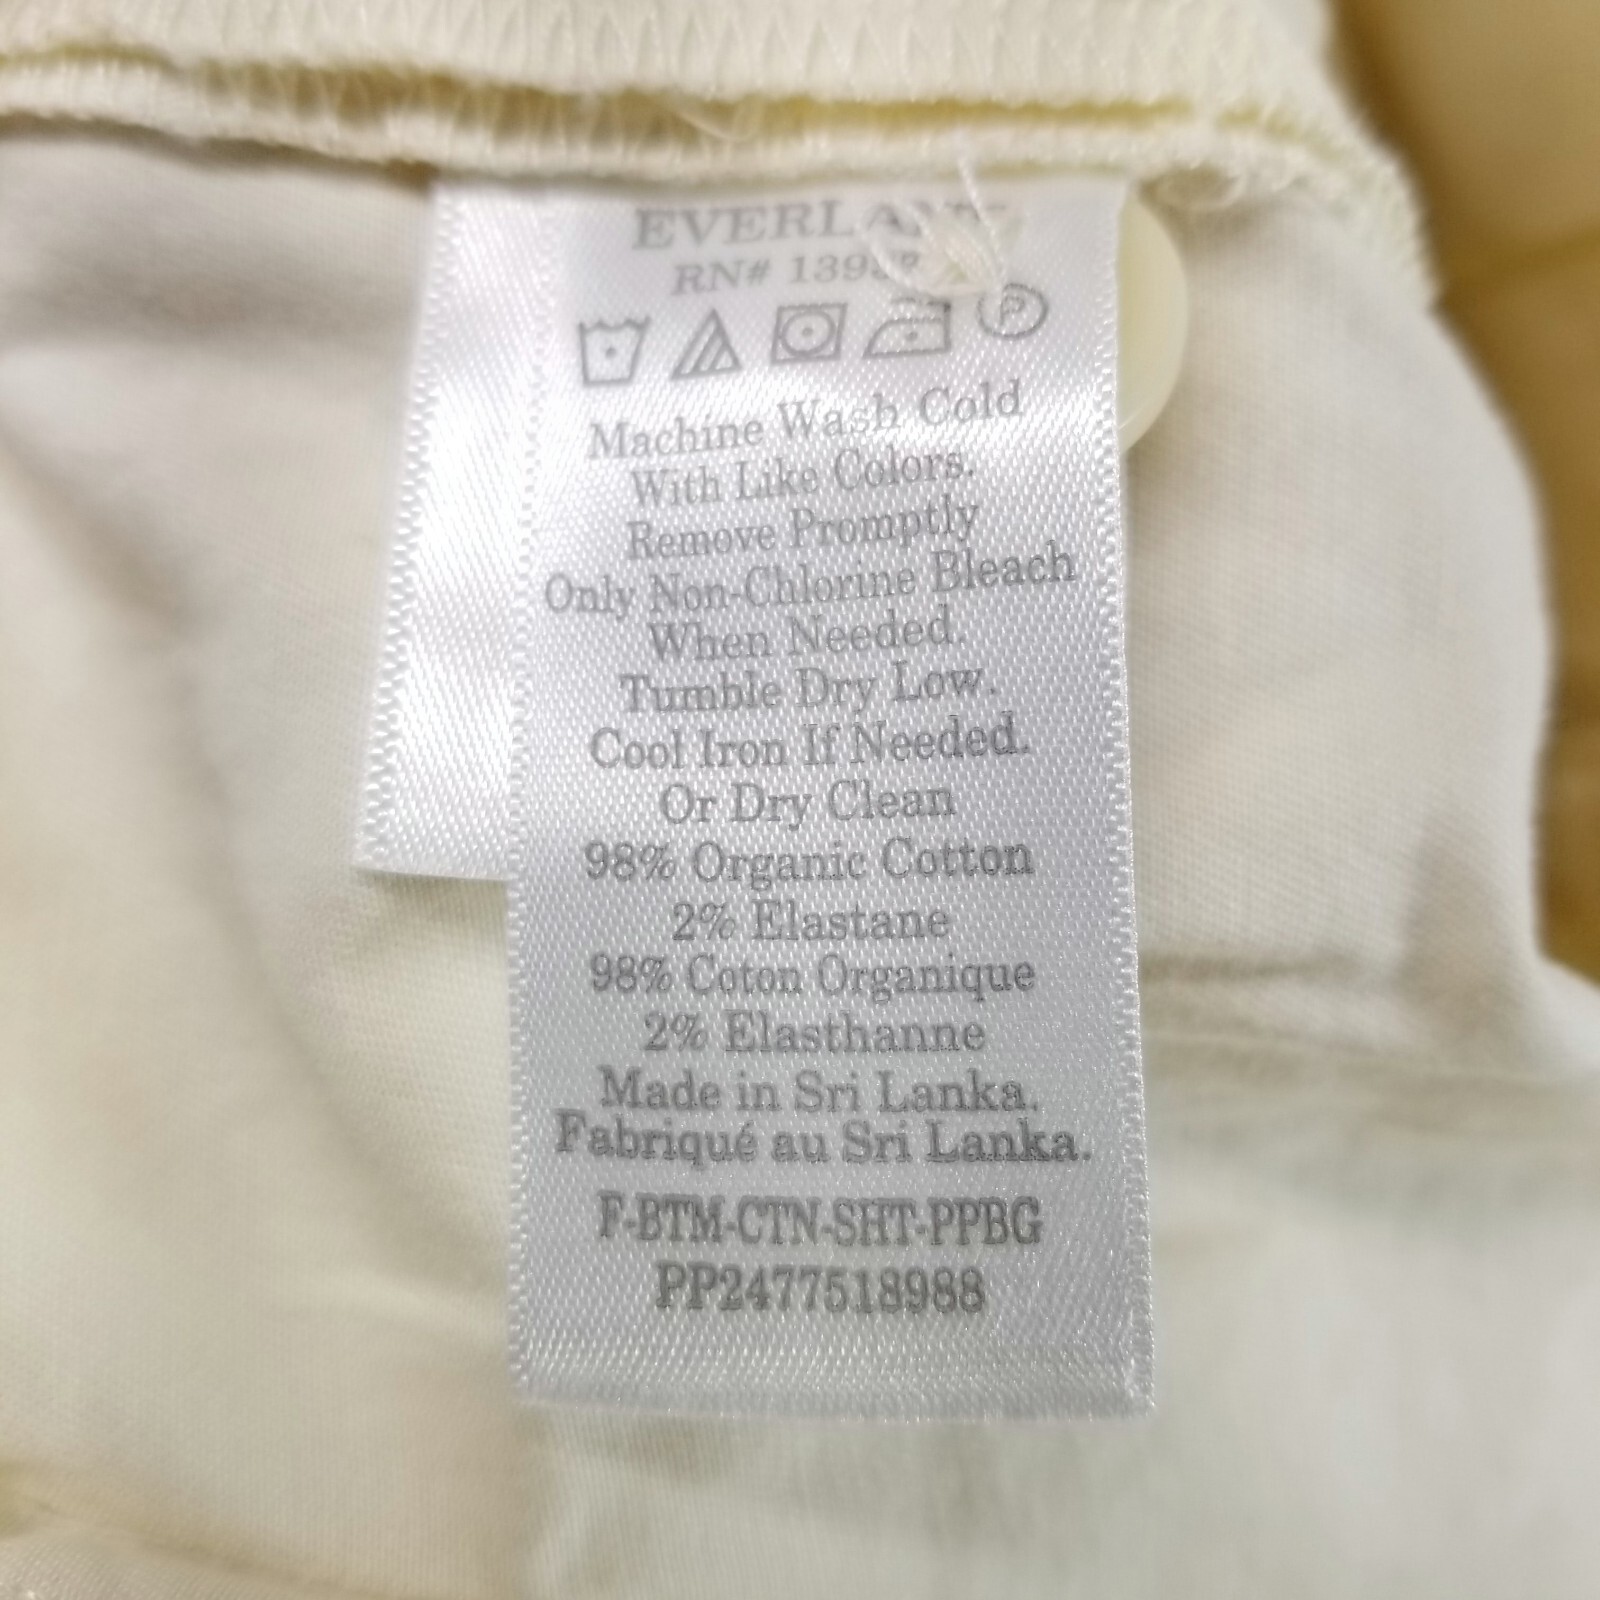 RN#
P
Machine Wash Cold
With Like Colors.
Remove Promptly
Only Non-Chlorine Bleach
When Needed.
Tumble Dry Low.
Cool Iron If Needed.
Or Dry Clean
98% Organic Cotton
2% Elastane
98% Coton Organique
2% Elasthanne
Made in Sri Lanka.
Fabriqué au Sri Lanka.
F-BTM-CTN-SHT-PPBG
PP2477518988